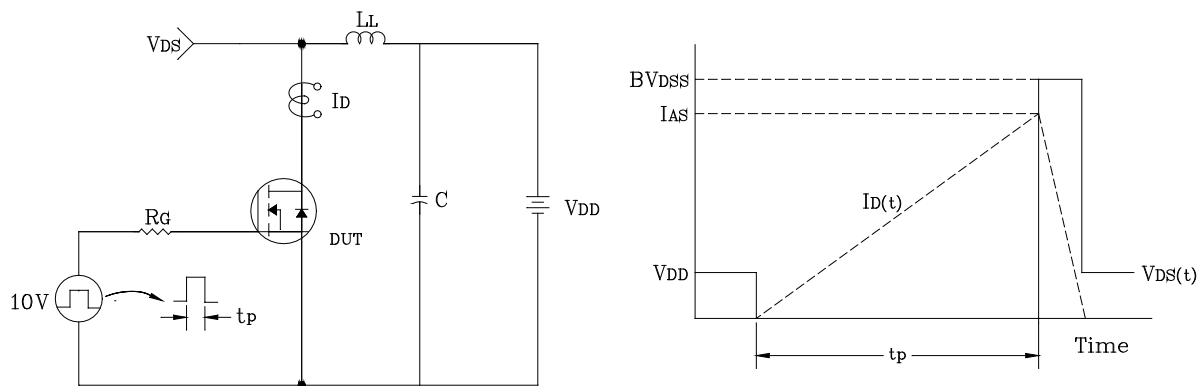 LL
VDS
ID
C
VDD
RG
DUT
10V
tp
BVDSS
IAS
ID(t)
VDD
VDS(t)
tp
Time